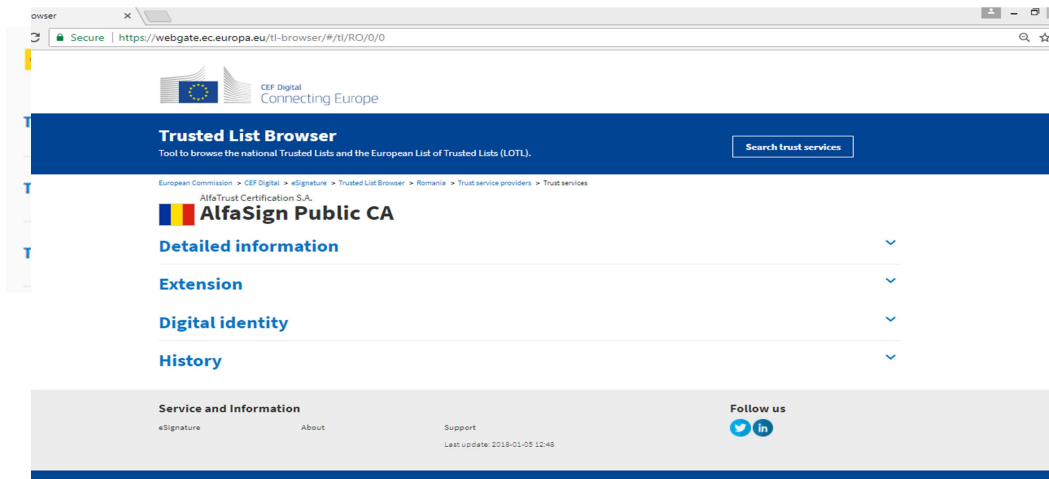 owser ×
Secure | https://webgate.ec.europa.eu/tl-browser/#/tl/RO/0/0
CEF Digital
Connecting Europe
Trusted List Browser
Tool to browse the national Trusted Lists and the European List of Trusted Lists (LOTL).
Search trust services
European Commission > CEF Digital > eSignature > Trusted List Browser > Romania > Trust service providers > Trust services
AlfaTrust Certification S.A.
AlfaSign Public CA
Detailed information
Extension
Digital identity
History
Service and Information
Follow us
eSignature About Support
Last update: 2018-01-05 12:48
T
T
T